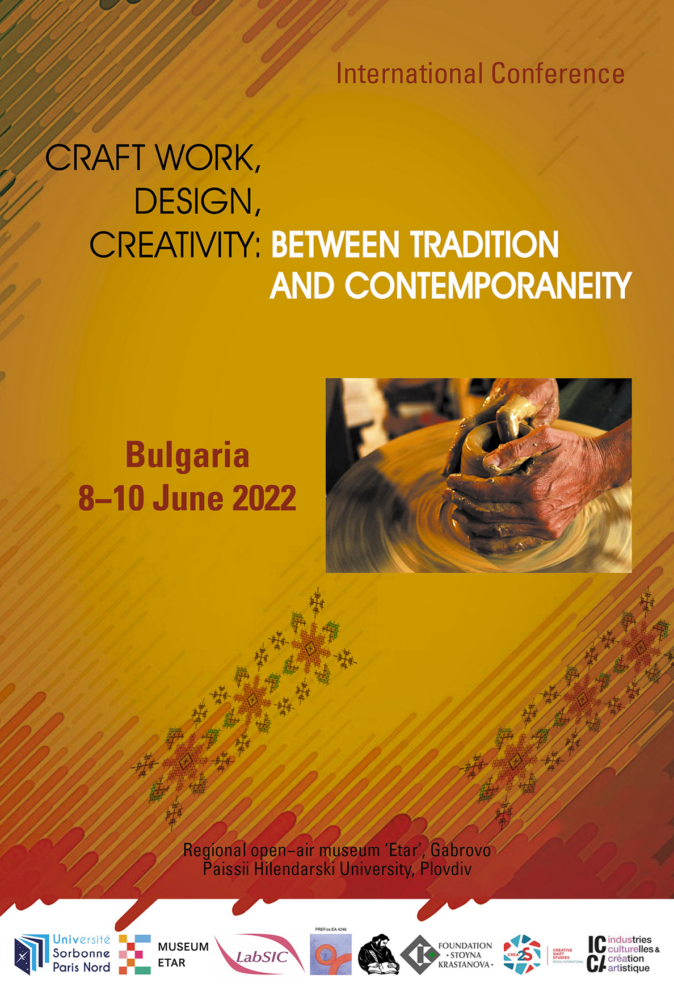 International Conference
CRAFT WORK,
DESIGN,
CREATIVITY: BETWEEN TRADITION
AND CONTEMPORANEITY
Bulgaria
8–10 June 2022
Regional open–air museum ‘Etar’, Gabrovo
Paissii Hilendarski University, Plovdiv
Université
Sorbonne
Paris Nord
MUSEUM
ETAR
LabSIC
PREFics EA 4246
FOUNDATION
· STOYNA
KRASTANOVA ·
CREA2S
CREATIVE
SHIFT
STUDIES
RÉSEAU INTERNATIONAL
ICCA
industries
culturelles &
création
artistique